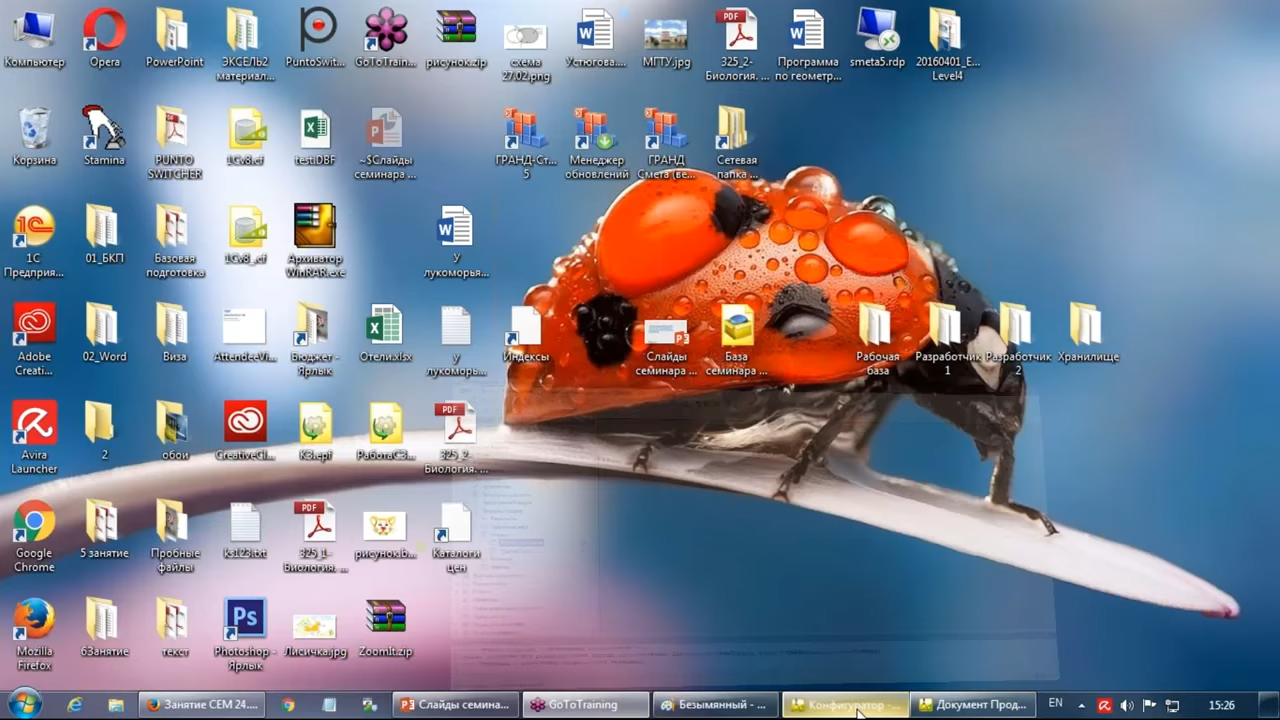 Компьютер
Opera
PowerPoint
ЭКСЕЛЬ2
материал...
PuntoSwit...
GoToTrain...
рисунок.zip
схема
27.02.png
Устюгова....
МГТУ.jpg
325_2-
Биология. ...
Программа
по геометр...
smeta5.rdp
20160401_E...
Level4
Корзина
Stamina
PUNTO
SWITCHER
1Cv8.cf
testi.DBF
~$Слайды
семинара ...
ГРАНД-Ст...
5
Менеджер
обновлений
ГРАНД
Смета (ве...
Сетевая
папка ...
1С
Предпри...
01_БКП
Базовая
подготовка
1Cv8_.cf
Архиватор
WinRAR.exe
У
лукоморья...
Adobe
Creati...
02_Word
Виза
AttendeeVi...
Бюджет -
Ярлык
Отели.xlsx
у
лукоморь...
Индексы
Слайды
семинара ...
База
семинара ...
Рабочая
база
Разработчик
1
Разработчик
2
Хранилище
Avira
Launcher
2
обои
CreativeCl...
КЗ.epf
РаботаСЗ...
325_2-
Биология. ...
Google
Chrome
5 занятие
Пробные
файлы
ks123.txt
325_1-
Биология. ...
рисунок.b...
Каталоги
цен
Mozilla
Firefox
6Занятие
текст
Photoshop -
Ярлык
Лисичка.jpg
ZoomIt.zip
Занятие СЕМ 24....
Слайды семина...
GoToTraining
Безымянный - ...
Конфигуратор -...
Документ Прод...
EN
15:26